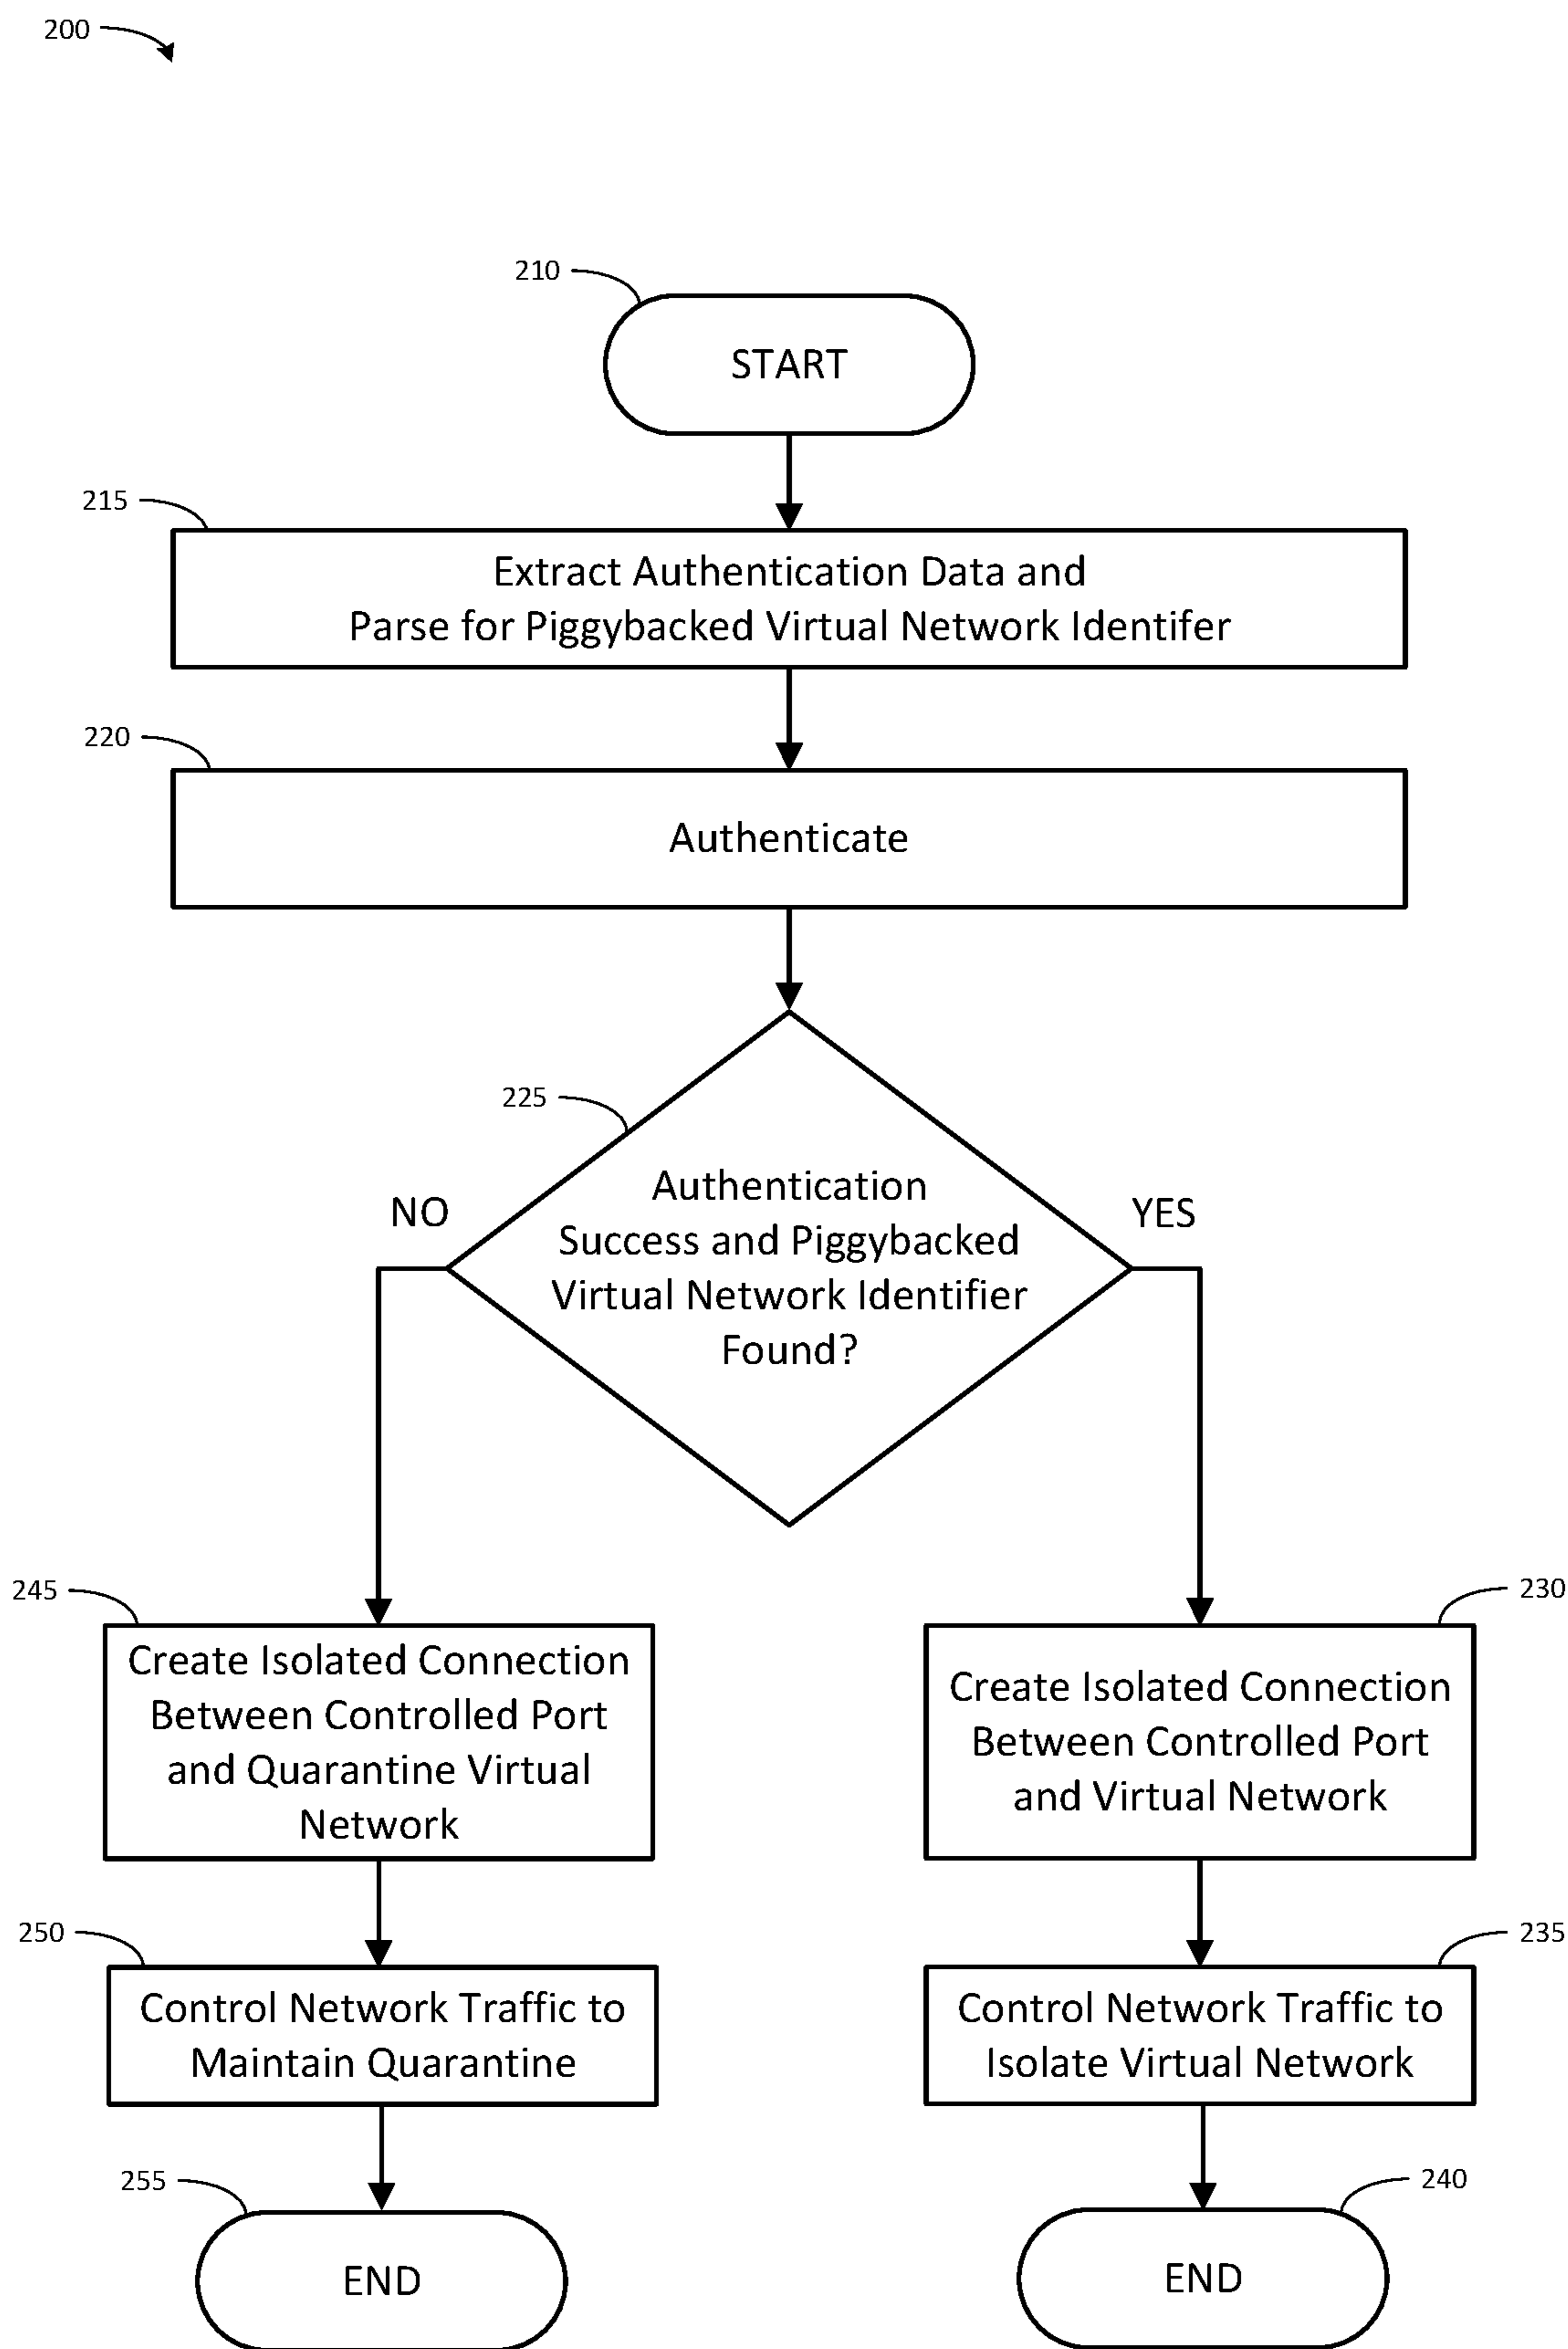 200
210
START
215
Extract Authentication Data and
Parse for Piggybacked Virtual Network Identifer
220
Authenticate
225
Authentication
Success and Piggybacked
Virtual Network Identifier
Found?
NO
YES
245
Create Isolated Connection
Between Controlled Port
and Quarantine Virtual
Network
230
Create Isolated Connection
Between Controlled Port
and Virtual Network
250
Control Network Traffic to
Maintain Quarantine
235
Control Network Traffic to
Isolate Virtual Network
255
END
240
END